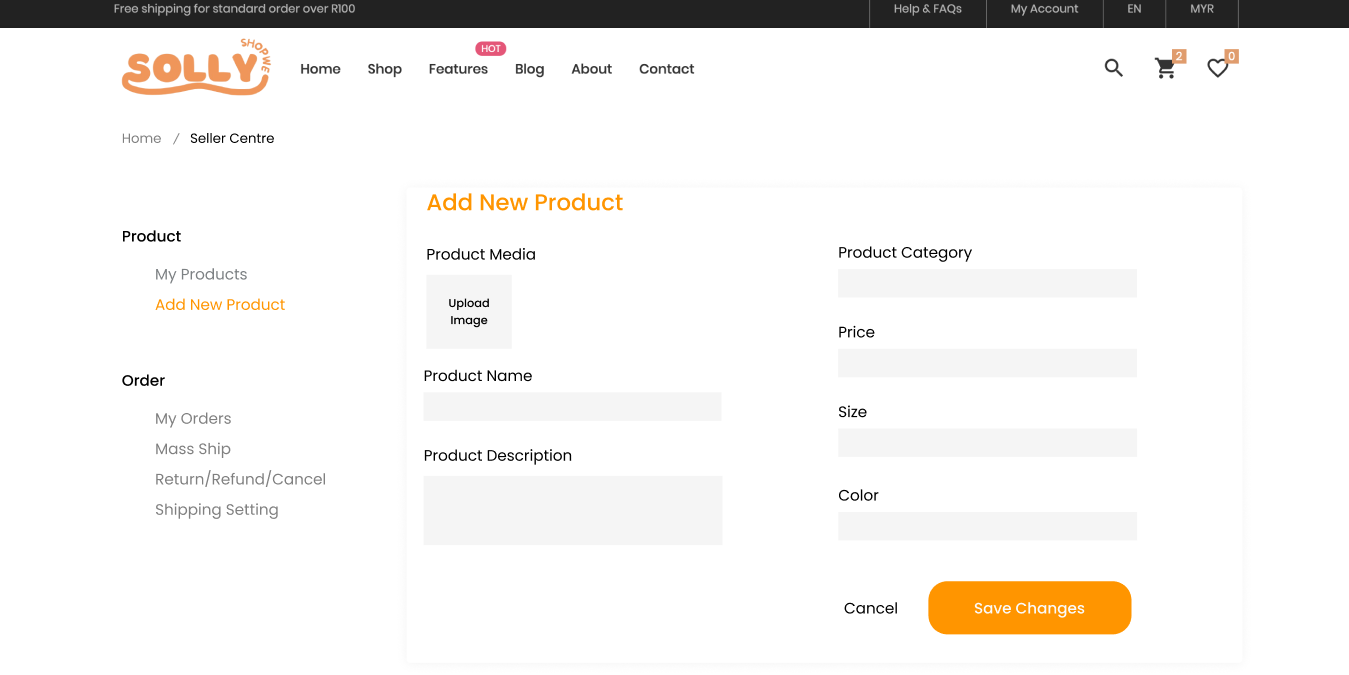 Free shipping for standard order over R100
Help & FAQs
My Account
EN
MYR
SOLLY
SHOPWE
Home
Shop
Features
HOT
Blog
About
Contact
2
0
Home / Seller Centre
Product
My Products
Add New Product
Order
My Orders
Mass Ship
Return/Refund/Cancel
Shipping Setting
Add New Product
Product Media
Upload
Image
Product Name
Product Description
Product Category
Price
Size
Color
Cancel
Save Changes